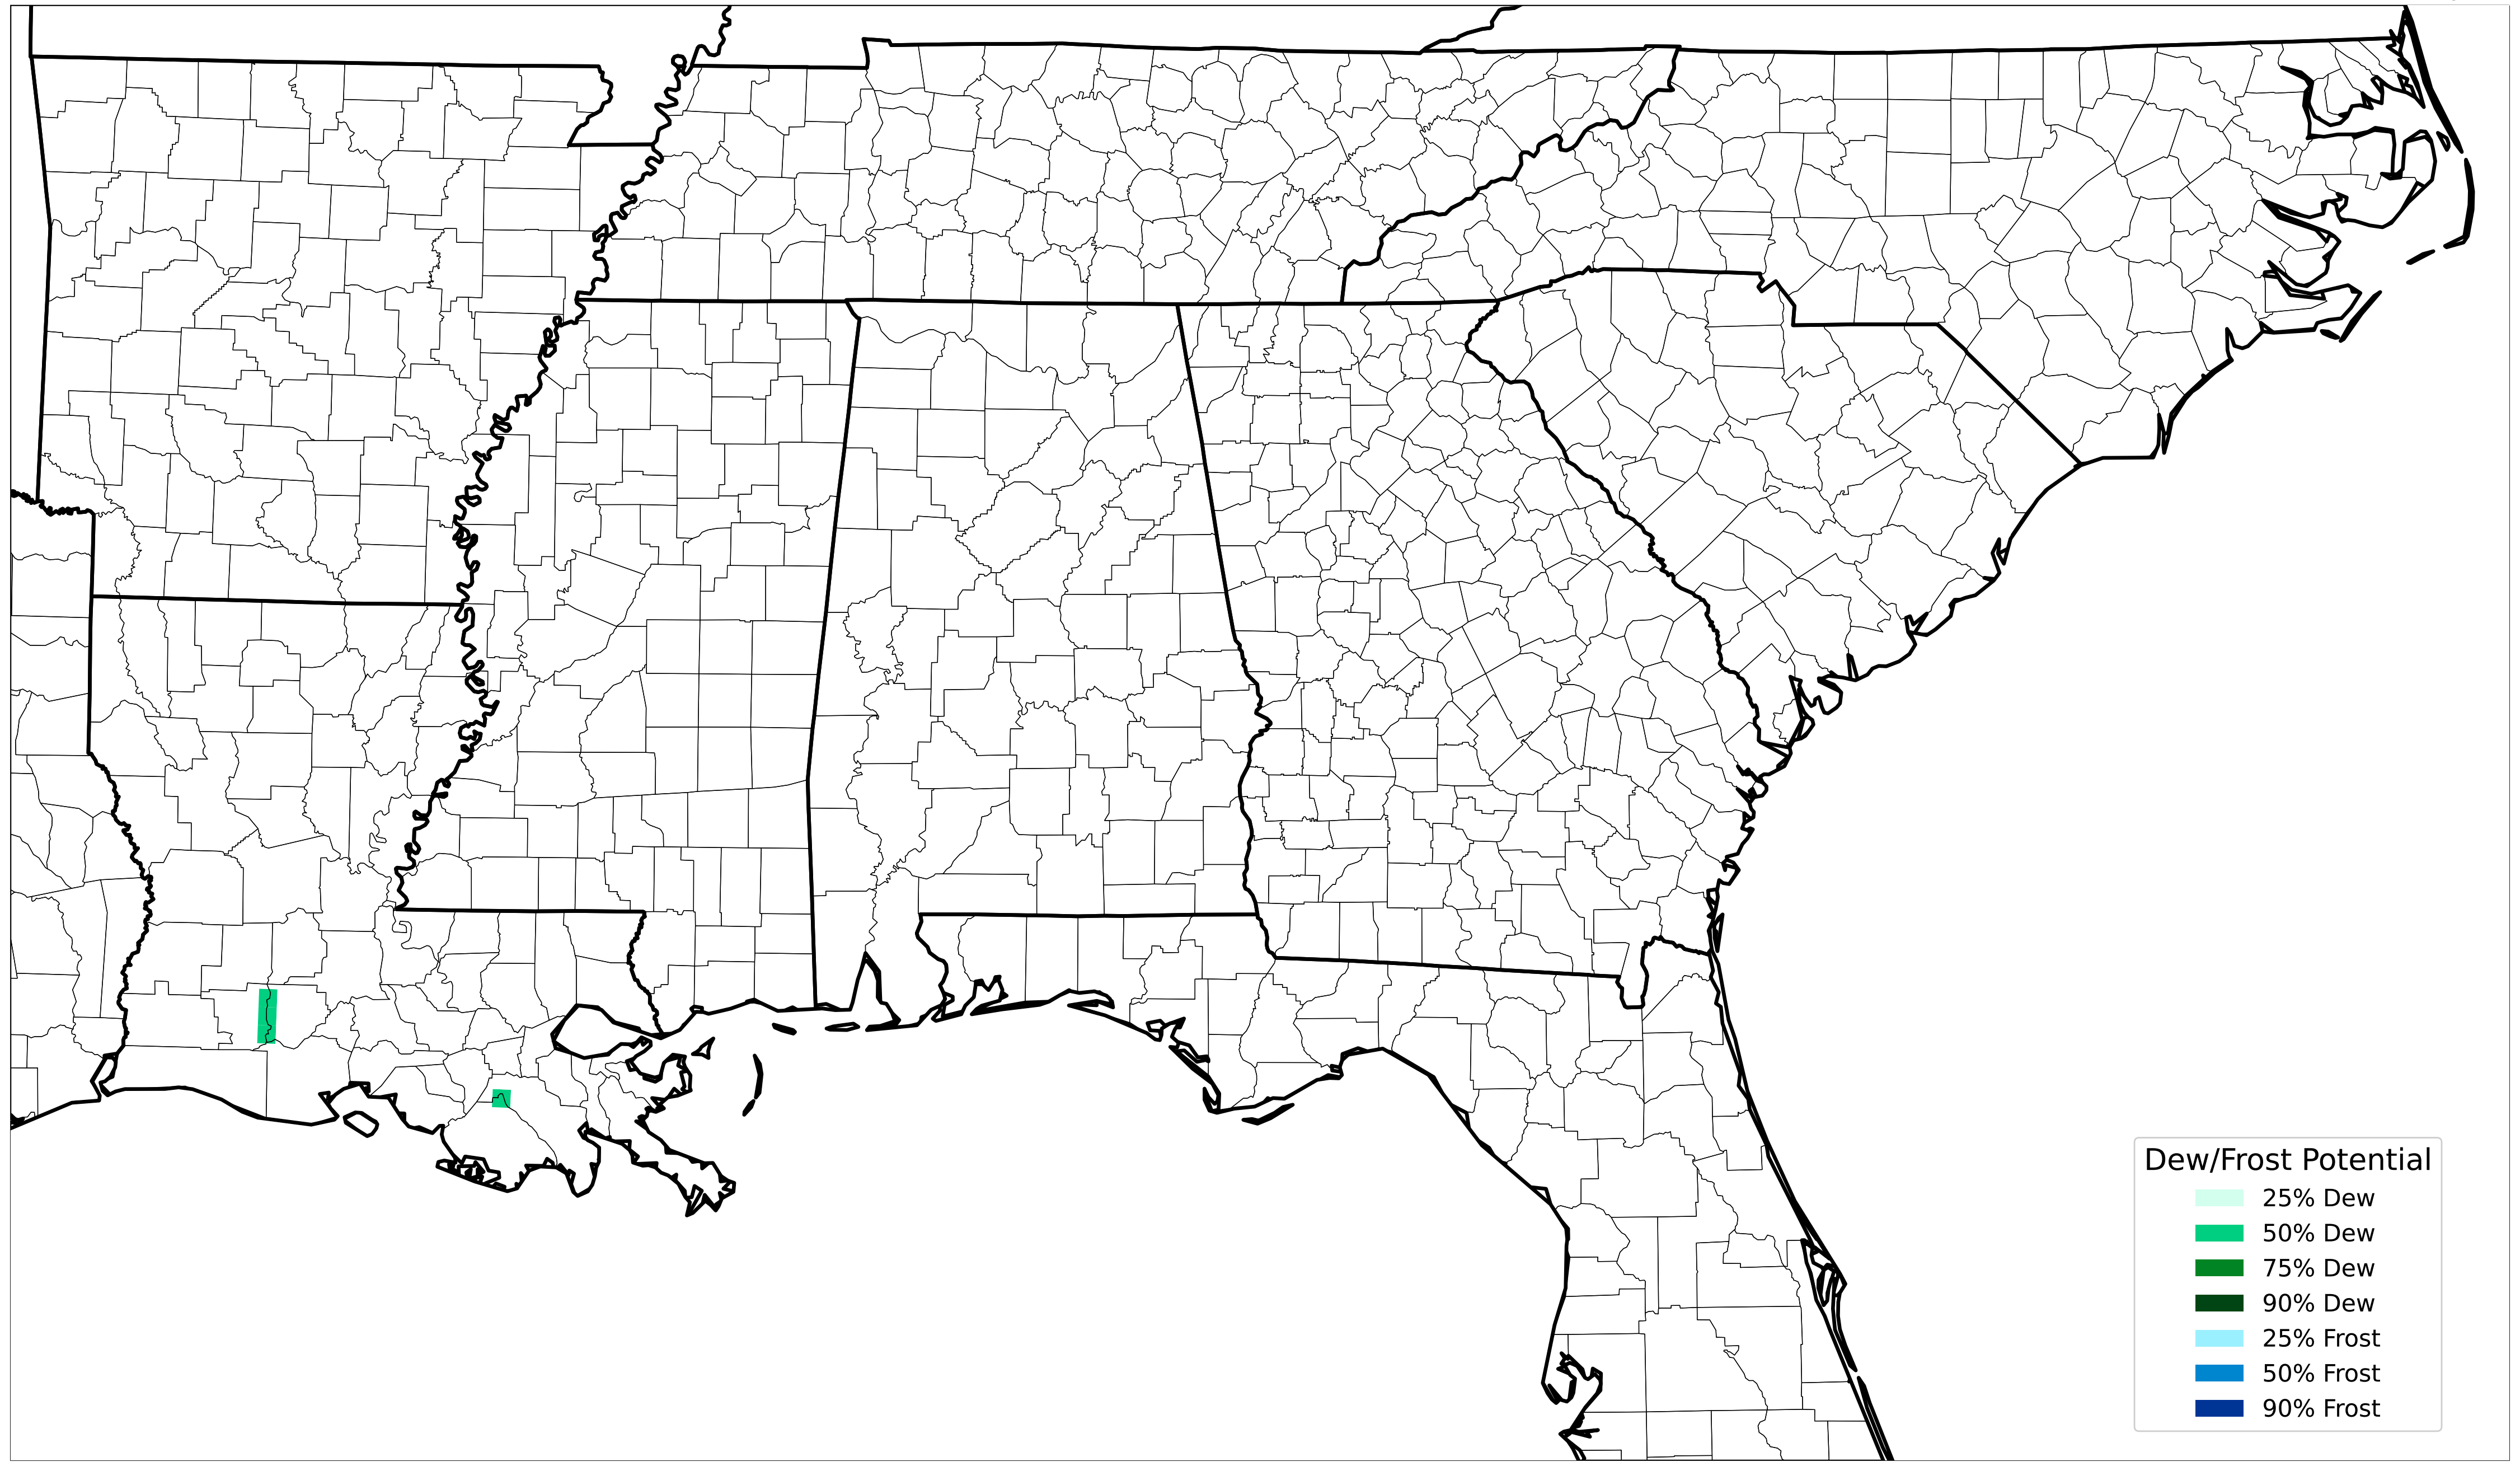 Dew/Frost Potential
25% Dew
50% Dew
75% Dew
90% Dew
25% Frost
50% Frost
90% Frost